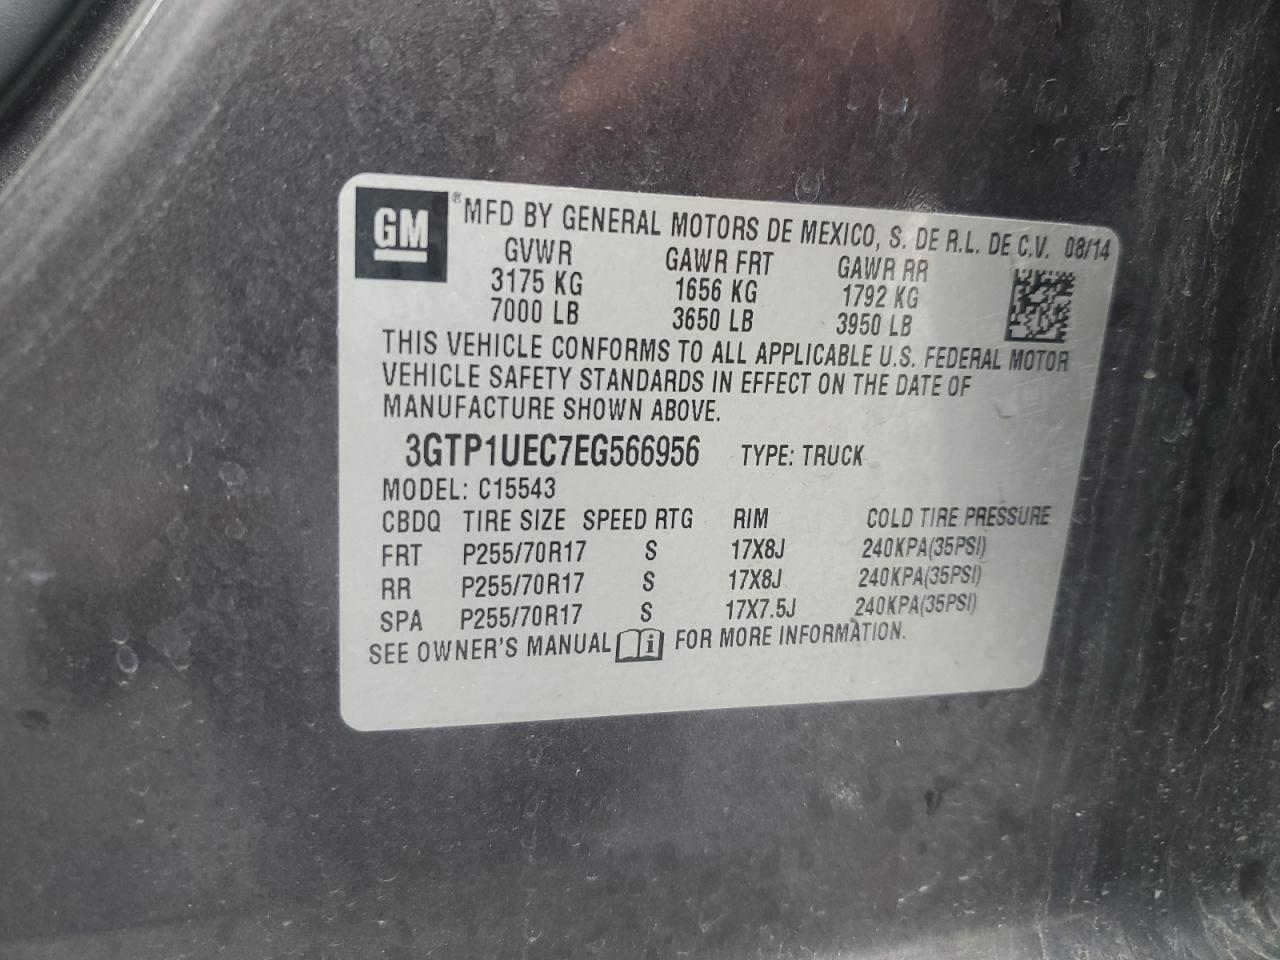 GM ® MFD BY GENERAL MOTORS DE MEXICO, S. DE R.L. DE C.V. 08/14
GVWR GAWR FRT GAWR RR
3175 KG 1656 KG 1792 KG
7000 LB 3650 LB 3950 LB
THIS VEHICLE CONFORMS TO ALL APPLICABLE U.S. FEDERAL MOTOR
VEHICLE SAFETY STANDARDS IN EFFECT ON THE DATE OF
MANUFACTURE SHOWN ABOVE.
3GTP1UEC7EG566956 TYPE: TRUCK
MODEL: C15543
CBDQ TIRE SIZE SPEED RTG RIM COLD TIRE PRESSURE
FRT P255/70R17 S 17X8J 240KPA(35PSI)
RR P255/70R17 S 17X8J 240KPA(35PSI)
SPA P255/70R17 S 17X7.5J 240KPA(35PSI)
SEE OWNER'S MANUAL i FOR MORE INFORMATION.